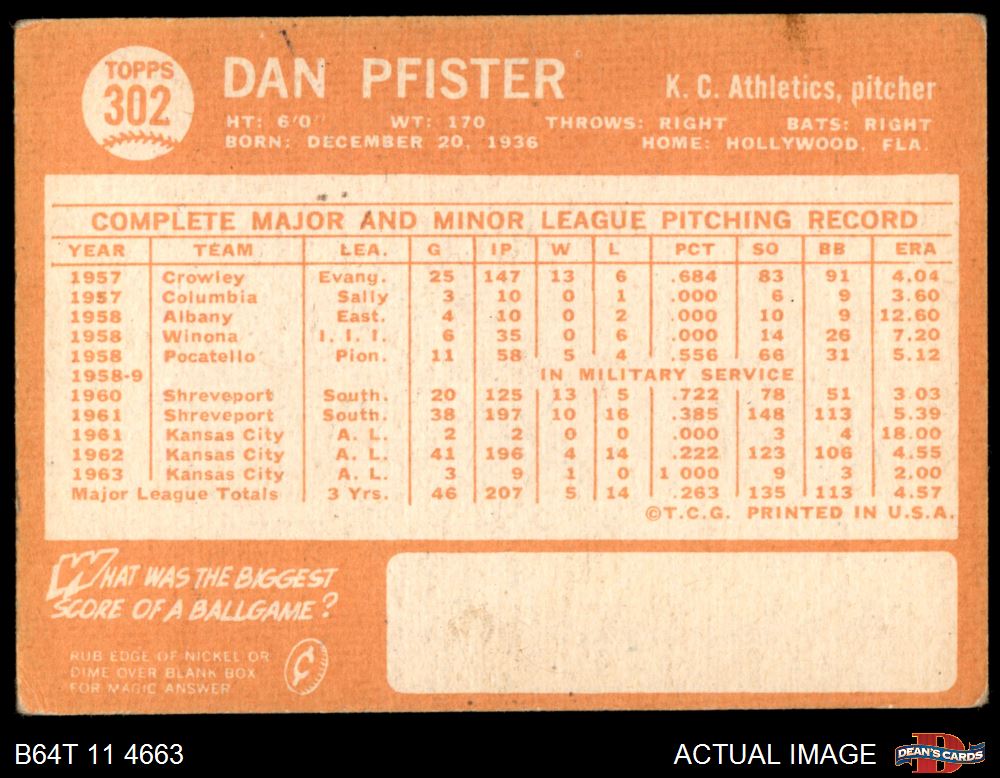 TOPPS
302
DAN PFISTER
K. C. Athletics, pitcher
HT: 6'0" WT: 170 THROWS: RIGHT BATS: RIGHT
BORN: DECEMBER 20, 1936 HOME: HOLLYWOOD, FLA.
COMPLETE MAJOR AND MINOR LEAGUE PITCHING RECORD
YEAR TEAM LEA. G IP W L PCT SO BB ERA
1957 Crowley Evang. 25 147 13 6 .684 83 91 4.04
1957 Columbia Sally 3 10 0 1 .000 6 9 3.60
1958 Albany East. 4 10 0 2 .000 10 9 12.60
1958 Winona I. I. I. 6 35 0 6 .000 14 26 7.20
1958 Pocatello Pion. 11 58 5 4 .556 66 31 5.12
1958-9 IN MILITARY SERVICE
1960 Shreveport South. 20 125 13 5 .722 78 51 3.03
1961 Shreveport South. 38 197 10 16 .385 148 113 5.39
1961 Kansas City A. L. 2 2 0 0 .000 3 4 18.00
1962 Kansas City A. L. 41 196 4 14 .222 123 106 4.55
1963 Kansas City A. L. 3 9 1 0 1 000 9 3 2.00
Major League Totals 3 Yrs. 46 207 5 14 .263 135 113 4.57
©T.C.G. PRINTED IN U.S.A.
WHAT WAS THE BIGGEST
SCORE OF A BALLGAME?
RUB EDGE OF NICKEL OR
DIME OVER BLANK BOX
FOR MAGIC ANSWER
¢
B64T 11 4663
ACTUAL IMAGE
D
DEAN'S CARDS